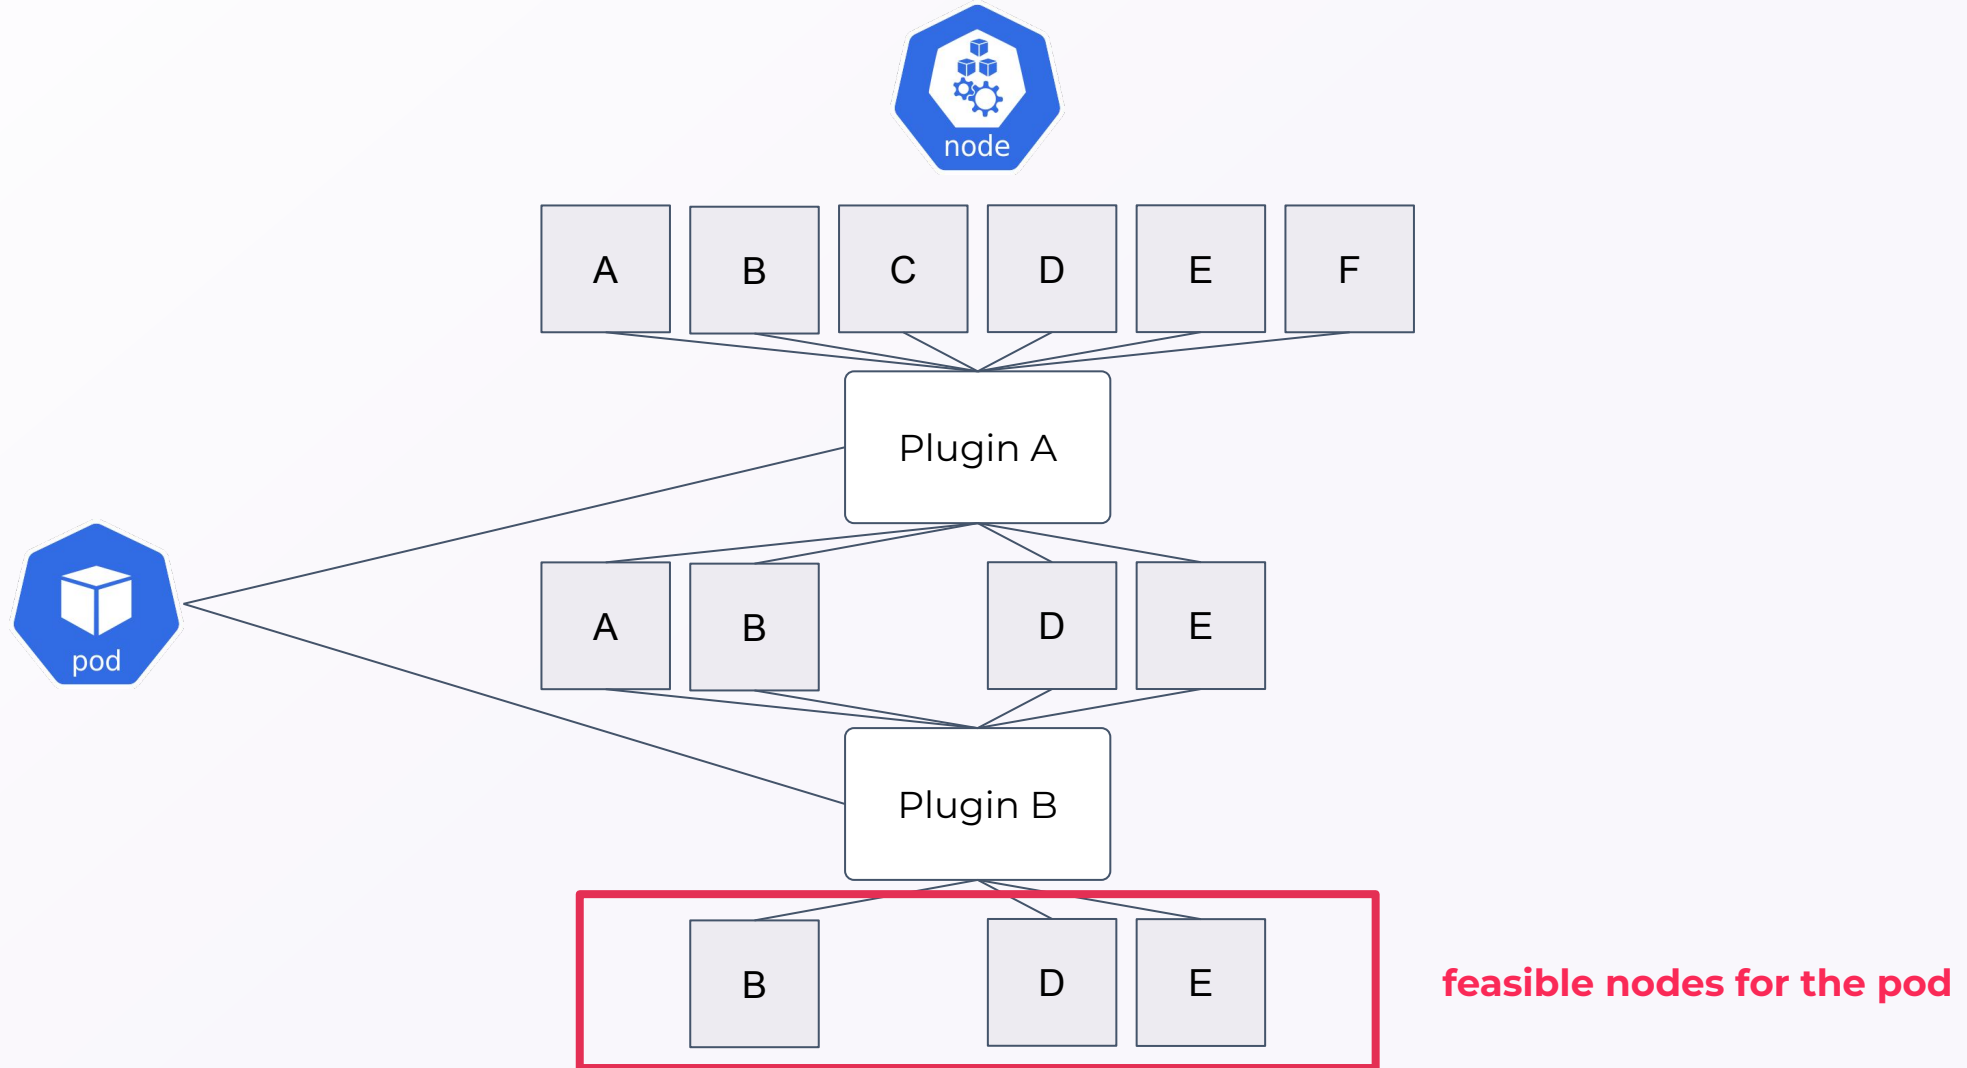 node
A B C D E F
Plugin A
pod
A B D E
Plugin B
B D E
feasible nodes for the pod